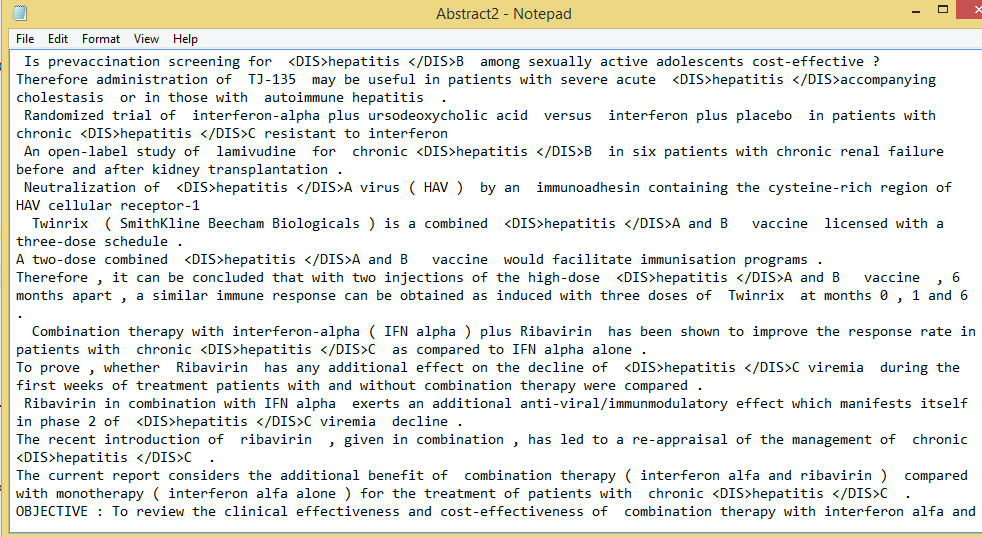 Abstract2 - Notepad
File Edit Format View Help
Is prevaccination screening for <DIS>hepatitis </DIS>B among sexually active adolescents cost-effective ?
Therefore administration of TJ-135 may be useful in patients with severe acute <DIS>hepatitis </DIS>accompanying
cholestasis or in those with autoimmune hepatitis .
Randomized trial of interferon-alpha plus ursodeoxycholic acid versus interferon plus placebo in patients with
chronic <DIS>hepatitis </DIS>C resistant to interferon
An open-label study of lamivudine for chronic <DIS>hepatitis </DIS>B in six patients with chronic renal failure
before and after kidney transplantation .
Neutralization of <DIS>hepatitis </DIS>A virus ( HAV ) by an immunoadhesin containing the cysteine-rich region of
HAV cellular receptor-1
Twinrix ( SmithKline Beecham Biologicals ) is a combined <DIS>hepatitis </DIS>A and B vaccine licensed with a
three-dose schedule .
A two-dose combined <DIS>hepatitis </DIS>A and B vaccine would facilitate immunisation programs .
Therefore , it can be concluded that with two injections of the high-dose <DIS>hepatitis </DIS>A and B vaccine , 6
months apart , a similar immune response can be obtained as induced with three doses of Twinrix at months 0 , 1 and 6
.
Combination therapy with interferon-alpha ( IFN alpha ) plus Ribavirin has been shown to improve the response rate in
patients with chronic <DIS>hepatitis </DIS>C as compared to IFN alpha alone .
To prove , whether Ribavirin has any additional effect on the decline of <DIS>hepatitis </DIS>C viremia during the
first weeks of treatment patients with and without combination therapy were compared .
Ribavirin in combination with IFN alpha exerts an additional anti-viral/immunmodulatory effect which manifests itself
in phase 2 of <DIS>hepatitis </DIS>C viremia decline .
The recent introduction of ribavirin , given in combination , has led to a re-appraisal of the management of chronic
<DIS>hepatitis </DIS>C .
The current report considers the additional benefit of combination therapy ( interferon alfa and ribavirin ) compared
with monotherapy ( interferon alfa alone ) for the treatment of patients with chronic <DIS>hepatitis </DIS>C .
OBJECTIVE : To review the clinical effectiveness and cost-effectiveness of combination therapy with interferon alfa and